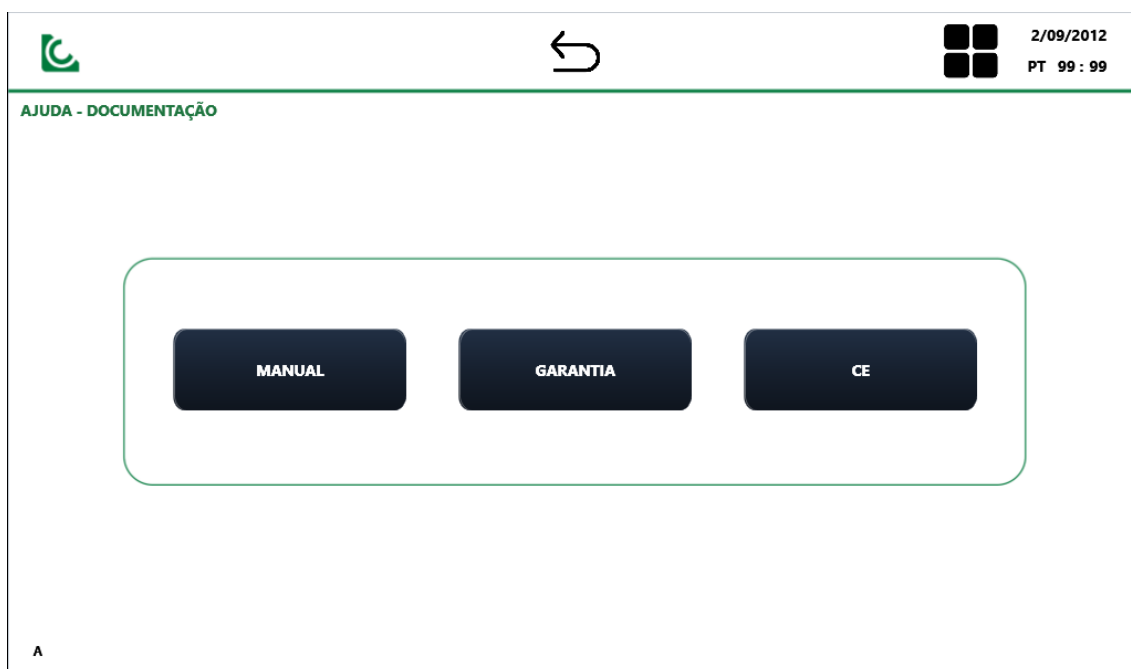 2/09/2012
PT 99 : 99
AJUDA - DOCUMENTAÇÃO
MANUAL GARANTIA CE
A